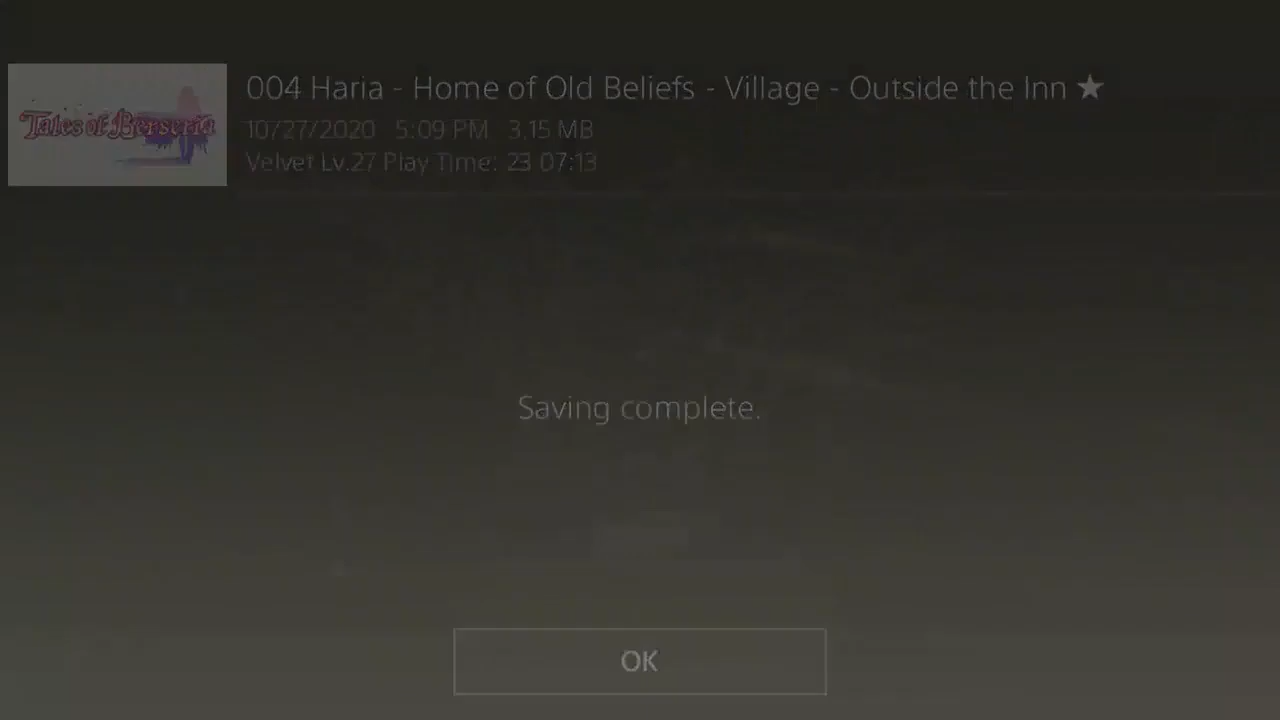 Tales of Berseria
004 Haria - Home of Old Beliefs - Village - Outside the Inn ★
10/27/2020 5:09 PM 3.15 MB
Velvet Lv.27 Play Time: 23 07:13
Saving complete.
OK